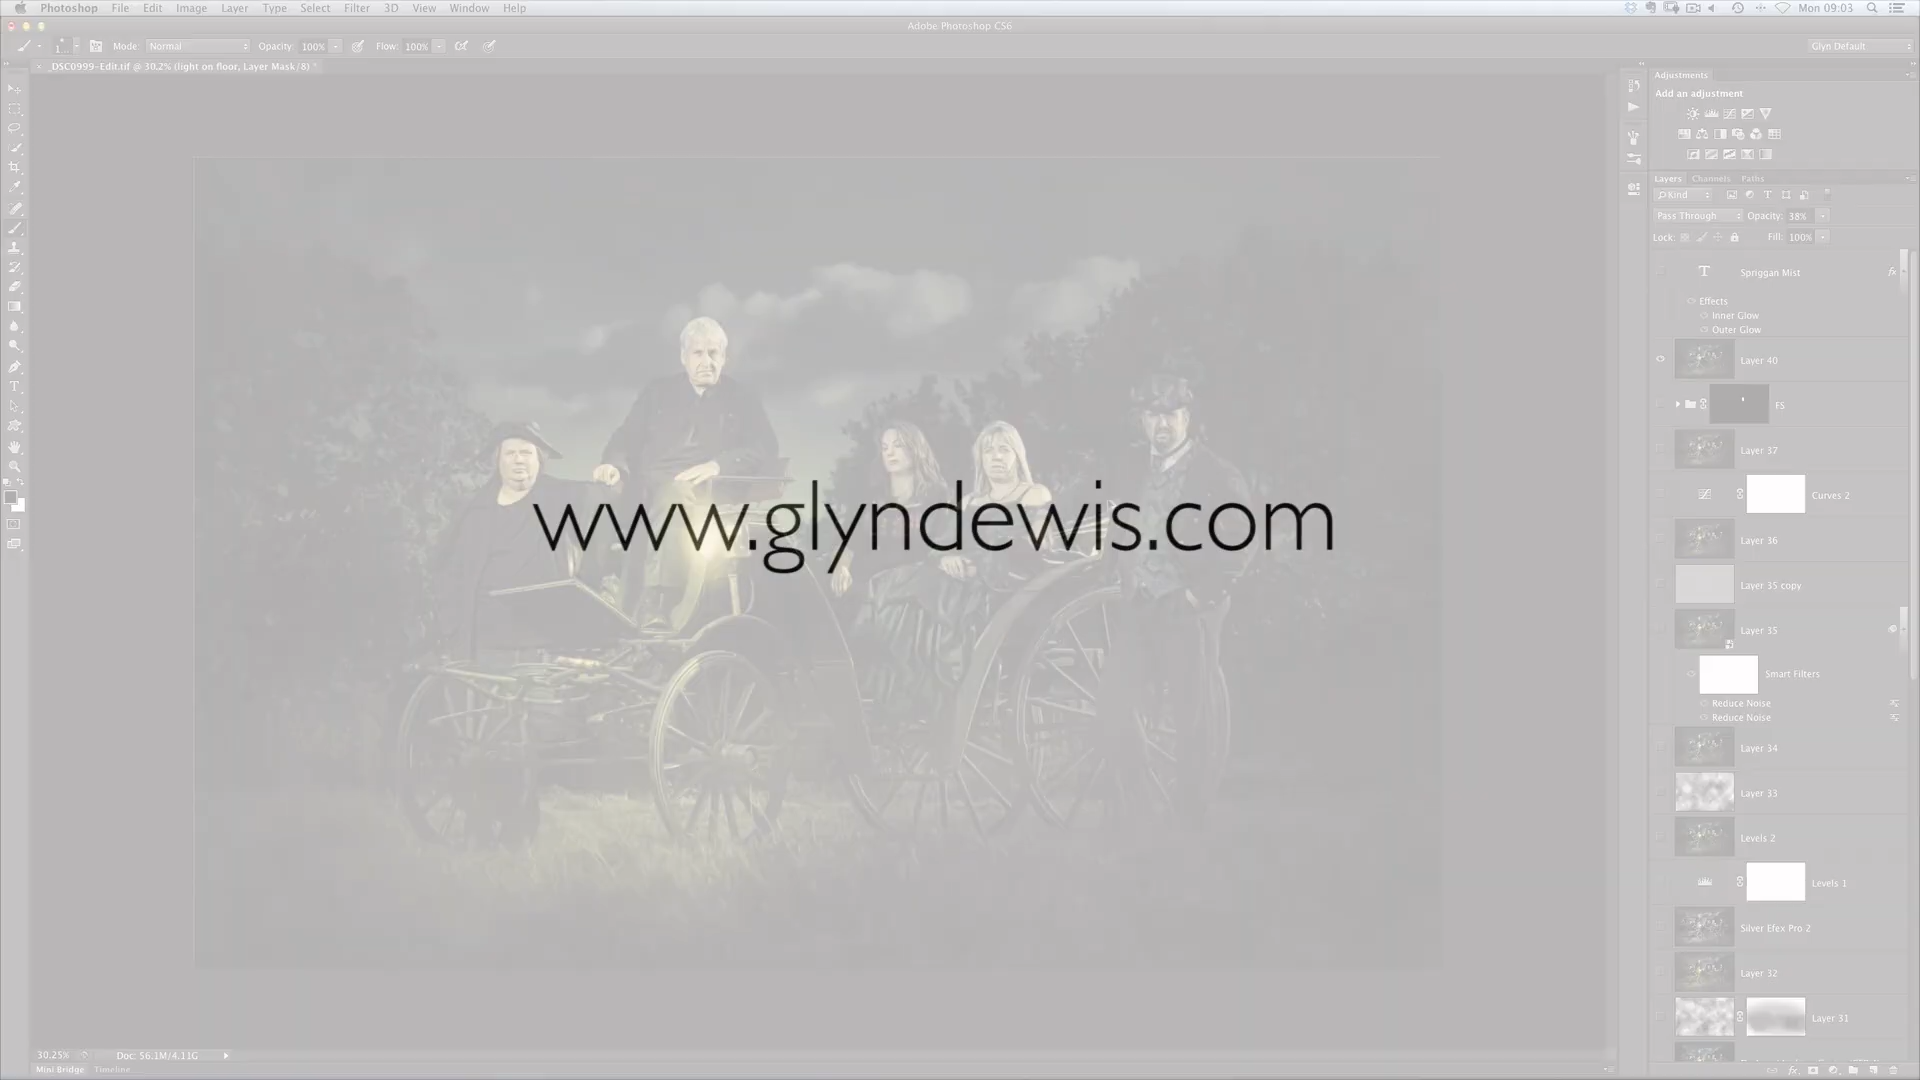 Photoshop File Edit Image Layer Type Select Filter 3D View Window Help Mon 09:03
Adobe Photoshop CS6
Mode: Normal Opacity: 100% Flow: 100% Glyn Default
_DSC0999-Edit.tif @ 30.2% (light on floor, Layer Mask/8)
Adjustments
Add an adjustment
Layers Channels Paths
Kind
Pass Through Opacity: 38%
Lock: Fill: 100%
T Spriggan Mist fx
Effects
Inner Glow
Outer Glow
Layer 40
FS
Layer 37
Curves 2
www.glyndewis.com
Layer 36
Layer 35 copy
Layer 35
Smart Filters
Reduce Noise
Reduce Noise
Layer 34
Layer 33
Levels 2
Levels 1
Silver Efex Pro 2
Layer 32
Layer 31
30.25% Doc: 56.1M/4.11G
Mini Bridge Timeline